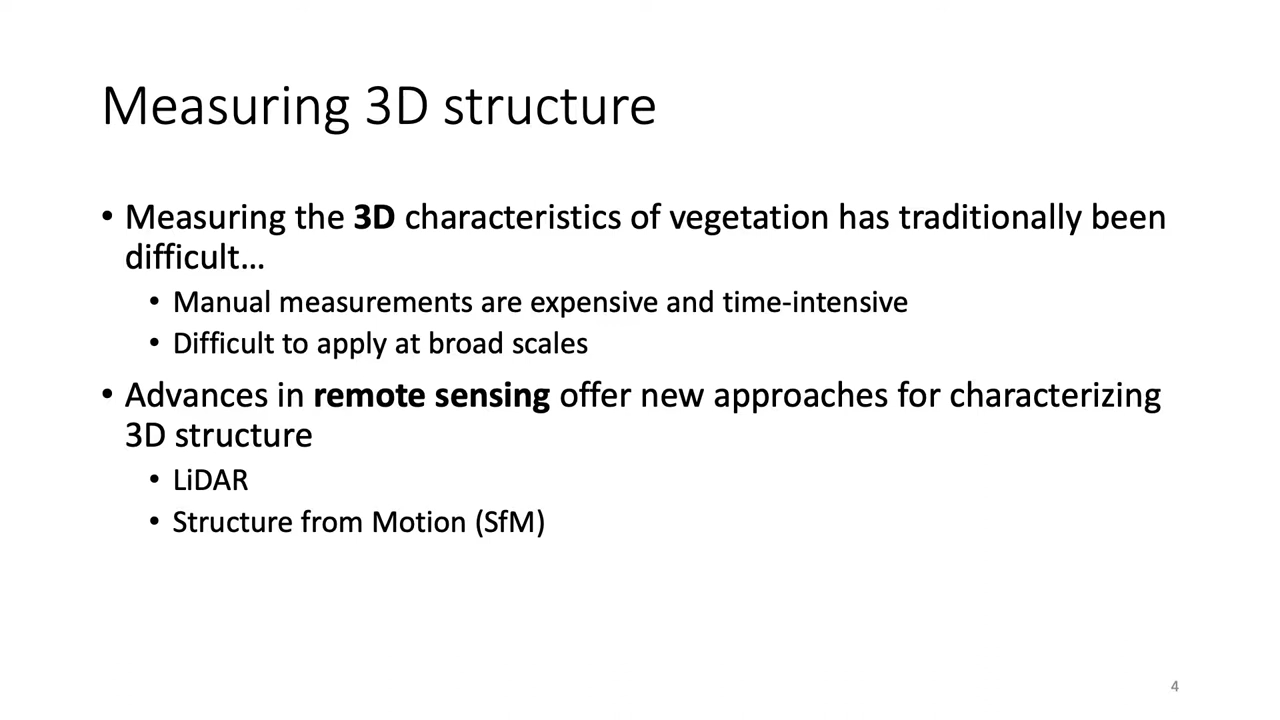 Measuring 3D structure
• Measuring the 3D characteristics of vegetation has traditionally been
difficult…
• Manual measurements are expensive and time-intensive
• Difficult to apply at broad scales
• Advances in remote sensing offer new approaches for characterizing
3D structure
• LiDAR
• Structure from Motion (SfM)
4